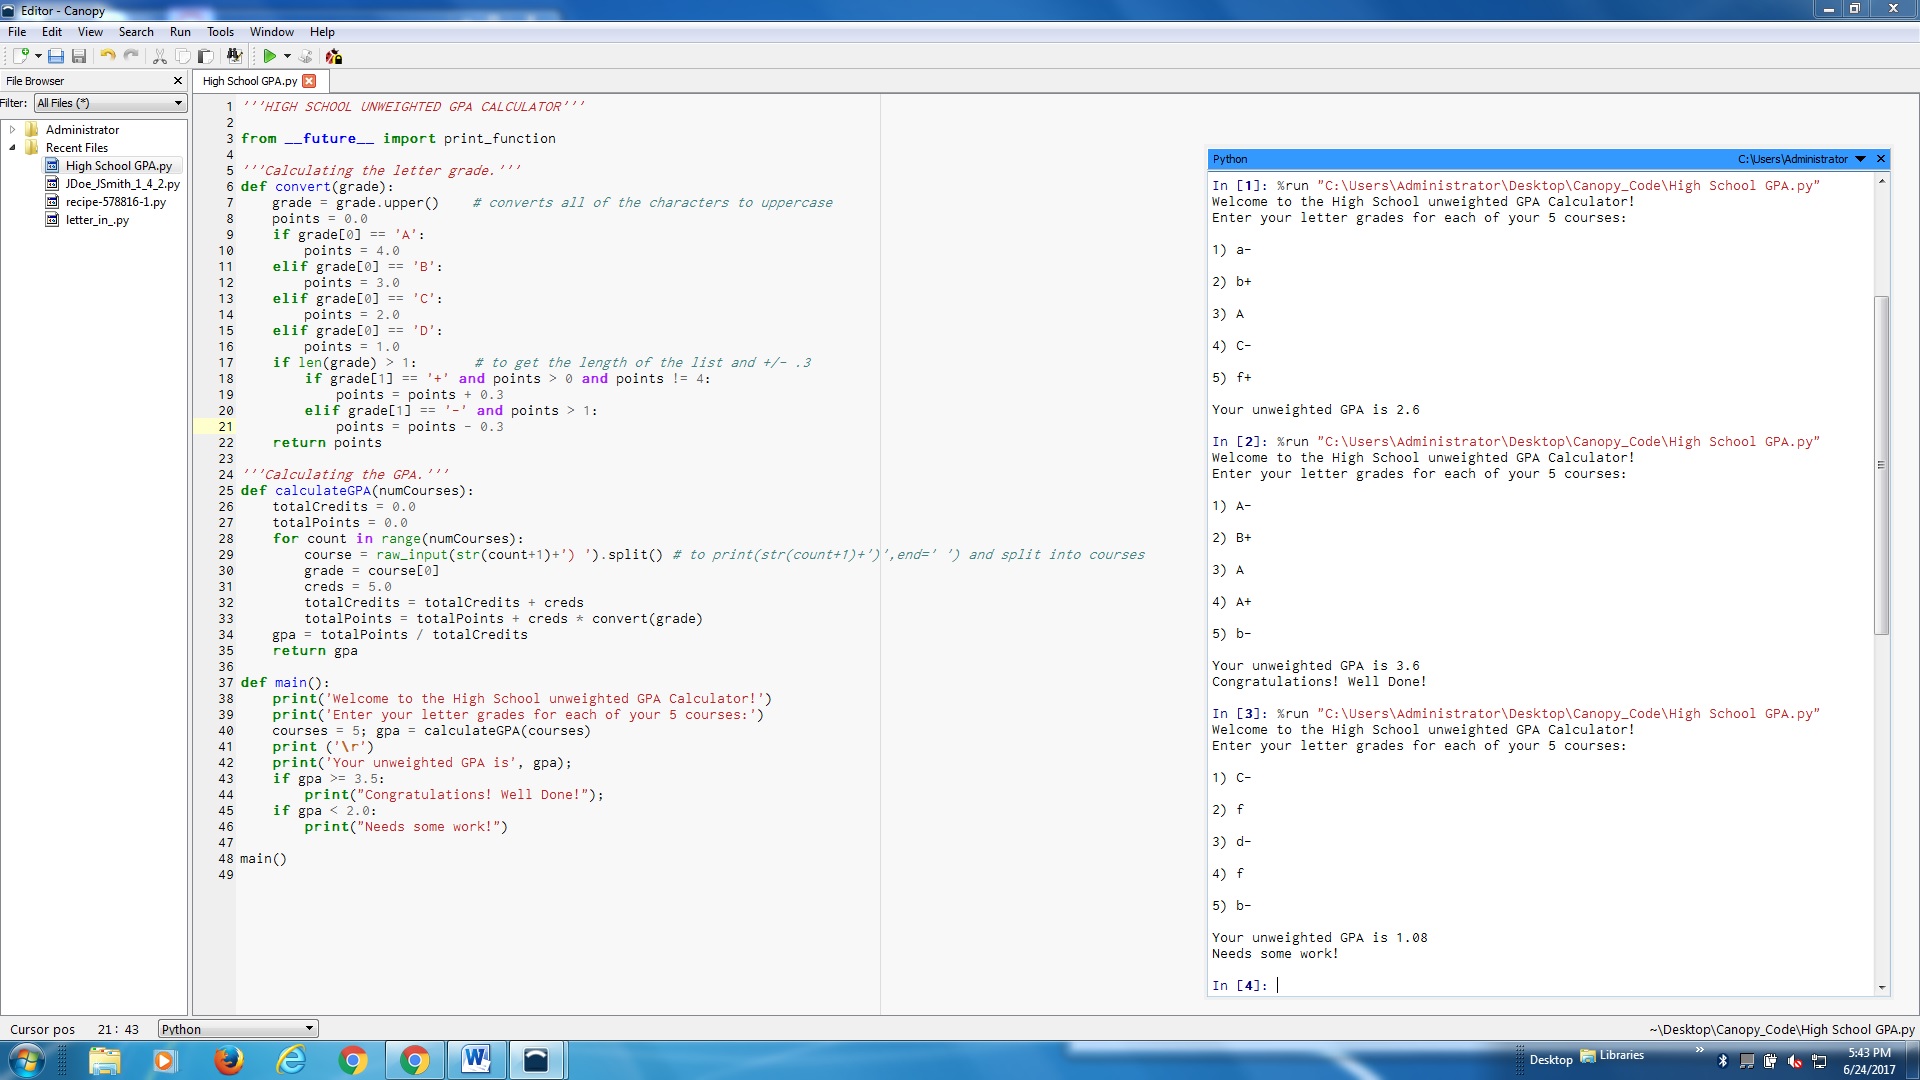 Editor - Canopy
File Edit View Search Run Tools Window Help
File Browser
Filter: All Files (*)
Administrator
Recent Files
High School GPA.py
JDoe_JSmith_1_4_2.py
recipe-578816-1.py
letter_in_.py
High School GPA.py
1 '''HIGH SCHOOL UNWEIGHTED GPA CALCULATOR'''
2
3 from __future__ import print_function
4
5 '''Calculating the letter grade.'''
6 def convert(grade):
7     grade = grade.upper()    # converts all of the characters to uppercase
8     points = 0.0
9     if grade[0] == 'A':
10         points = 4.0
11     elif grade[0] == 'B':
12         points = 3.0
13     elif grade[0] == 'C':
14         points = 2.0
15     elif grade[0] == 'D':
16         points = 1.0
17     if len(grade) > 1:       # to get the length of the list and +/- .3
18         if grade[1] == '+' and points > 0 and points != 4:
19             points = points + 0.3
20         elif grade[1] == '-' and points > 1:
21             points = points - 0.3
22     return points
23
24 '''Calculating the GPA.'''
25 def calculateGPA(numCourses):
26     totalCredits = 0.0
27     totalPoints = 0.0
28     for count in range(numCourses):
29         course = raw_input(str(count+1)+') ').split() # to print(str(count+1)+')',end=' ') and split into courses
30         grade = course[0]
31         creds = 5.0
32         totalCredits = totalCredits + creds
33         totalPoints = totalPoints + creds * convert(grade)
34     gpa = totalPoints / totalCredits
35     return gpa
36
37 def main():
38     print('Welcome to the High School unweighted GPA Calculator!')
39     print('Enter your letter grades for each of your 5 courses:')
40     courses = 5; gpa = calculateGPA(courses)
41     print ('\r')
42     print('Your unweighted GPA is', gpa);
43     if gpa >= 3.5:
44         print("Congratulations! Well Done!");
45     if gpa < 2.0:
46         print("Needs some work!")
47
48 main()
49
Python C:\Users\Administrator
In [1]: %run "C:\Users\Administrator\Desktop\Canopy_Code\High School GPA.py"
Welcome to the High School unweighted GPA Calculator!
Enter your letter grades for each of your 5 courses:
1) a-
2) b+
3) A
4) C-
5) f+
Your unweighted GPA is 2.6
In [2]: %run "C:\Users\Administrator\Desktop\Canopy_Code\High School GPA.py"
Welcome to the High School unweighted GPA Calculator!
Enter your letter grades for each of your 5 courses:
1) A-
2) B+
3) A
4) A+
5) b-
Your unweighted GPA is 3.6
Congratulations! Well Done!
In [3]: %run "C:\Users\Administrator\Desktop\Canopy_Code\High School GPA.py"
Welcome to the High School unweighted GPA Calculator!
Enter your letter grades for each of your 5 courses:
1) C-
2) f
3) d-
4) f
5) b-
Your unweighted GPA is 1.08
Needs some work!
In [4]:
Cursor pos 21: 43 Python ~\Desktop\Canopy_Code\High School GPA.py
Desktop Libraries » 5:43 PM
6/24/2017